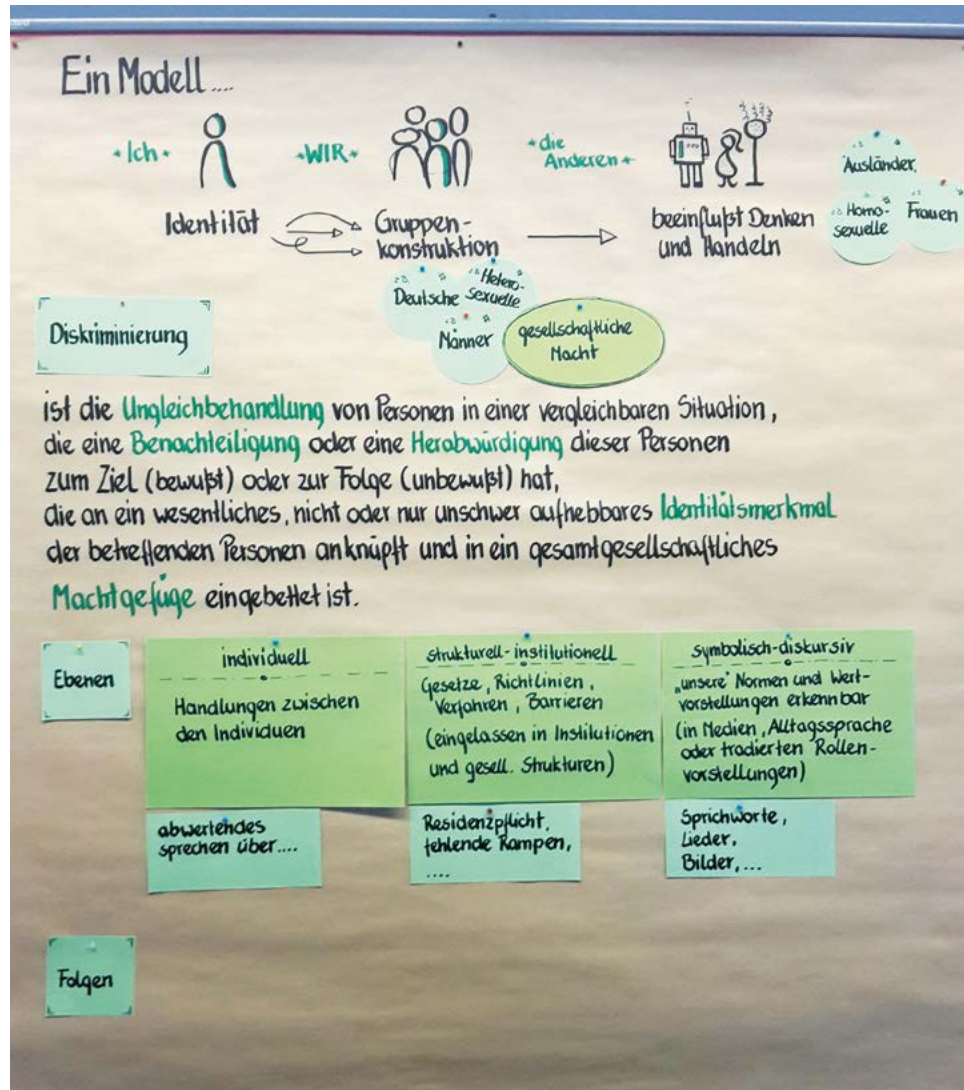 Ein Modell....
*Ich*
*WIR*
*die
Anderen*
Identität
Gruppen-
konstruktion
beeinflußt Denken
und Handeln
Ausländer,
Homo-
sexuelle
Frauen
Deutsche
Hetero-
sexuelle
Männer
gesellschaftliche
Macht
Diskriminierung
ist die Ungleichbehandlung von Personen in einer vergleichbaren Situation,
die eine Benachteiligung oder eine Herabwürdigung dieser Personen
zum Ziel (bewußt) oder zur Folge (unbewußt) hat,
die an ein wesentliches, nicht oder nur unschwer aufhebbares Identitätsmerkmal
der betreffenden Personen anknüpft und in ein gesamtgesellschaftliches
Machtgefüge eingebettet ist.
Ebenen
individuell
Handlungen zwischen
den Individuen
strukturell-institutionell
Gesetze, Richtlinien,
Verfahren, Barrieren
(eingelassen in Institutionen
und gesell. Strukturen)
symbolisch-diskursiv
„unsere" Normen und Wert-
vorstellungen erkennbar
(in Medien, Alltagssprache
oder tradierten Rollen-
vorstellungen)
abwertendes
sprechen über....
Residenzpflicht,
fehlende Rampen,
....
Sprichworte,
Lieder,
Bilder,...
Folgen